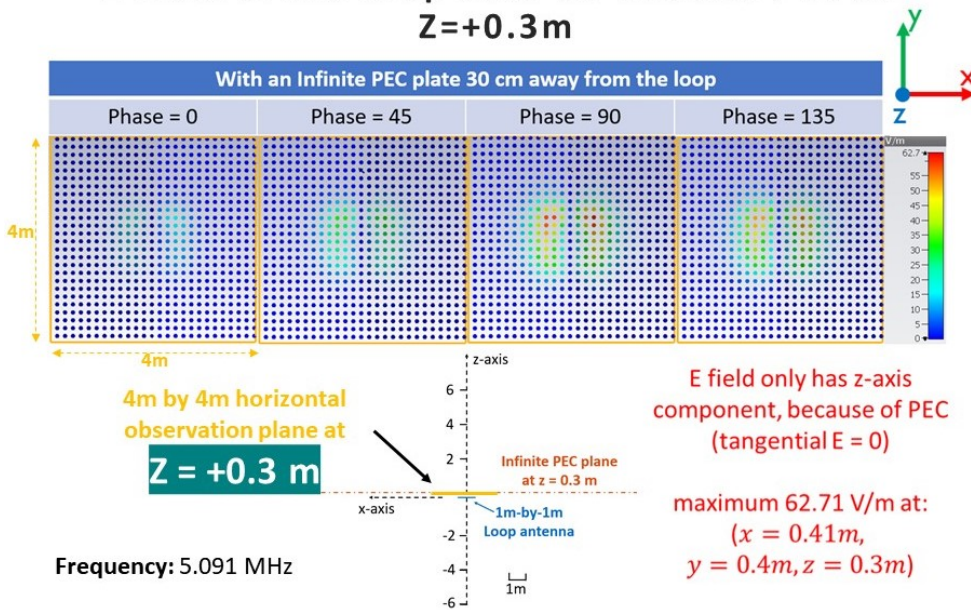 Z=+0.3m
y
x
z
With an Infinite PEC plate 30 cm away from the loop
Phase = 0
Phase = 45
Phase = 90
Phase = 135
V/m
62.7
55
50
45
40
35
30
25
20
15
10
5
0
4m
4m
4m by 4m horizontal
observation plane at
Z = +0.3 m
z-axis
6
4
2
-2
-4
-6
Infinite PEC plane
at z = 0.3 m
x-axis
1m-by-1m
Loop antenna
1m
E field only has z-axis
component, because of PEC
(tangential E = 0)
maximum 62.71 V/m at:
(x = 0.41m,
y = 0.4m, z = 0.3m)
Frequency: 5.091 MHz